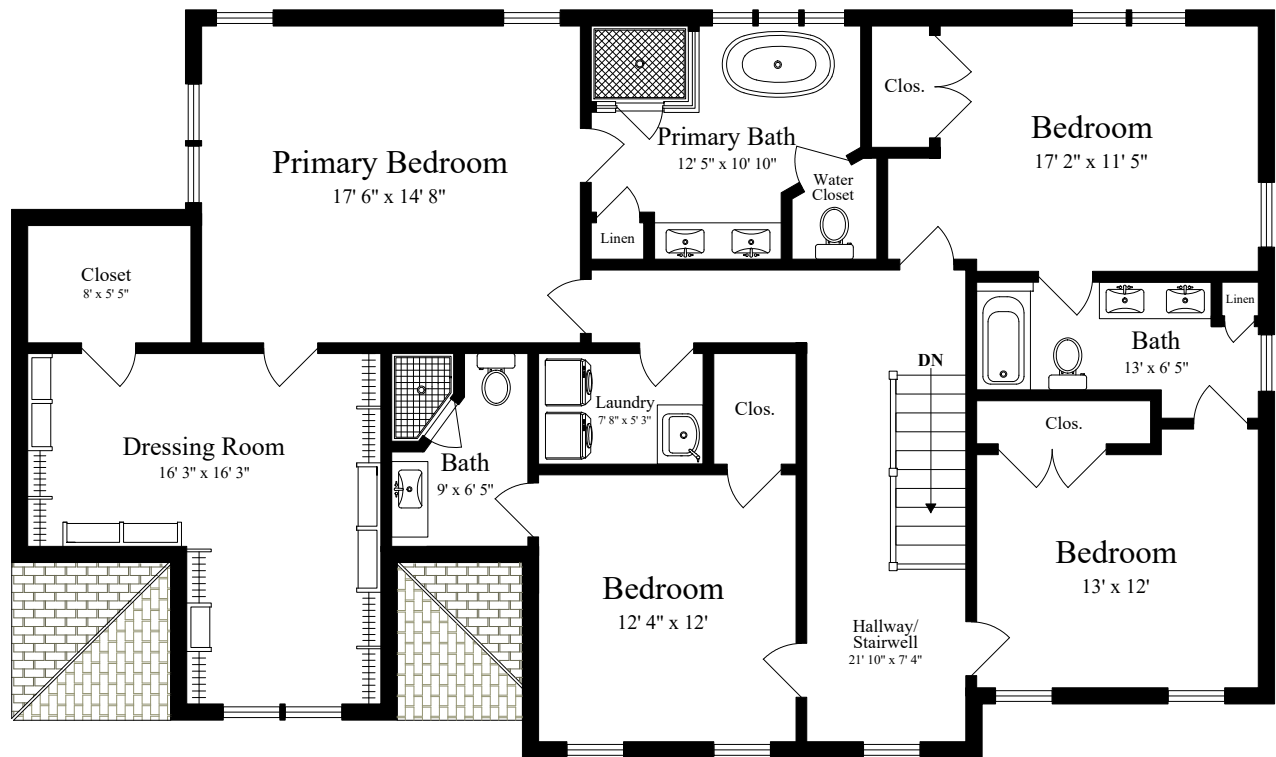 Primary Bedroom
17' 6" x 14' 8"
Primary Bath
12' 5" x 10' 10"
Clos.
Bedroom
17' 2" x 11' 5"
Water
Closet
Linen
Closet
8' x 5' 5"
Linen
Bath
13' x 6' 5"
DN
Dressing Room
16' 3" x 16' 3"
Bath
9' x 6' 5"
Laundry
7' 8" x 5' 3"
Clos.
Clos.
Bedroom
12' 4" x 12'
Hallway/
Stairwell
21' 10" x 7' 4"
Bedroom
13' x 12'